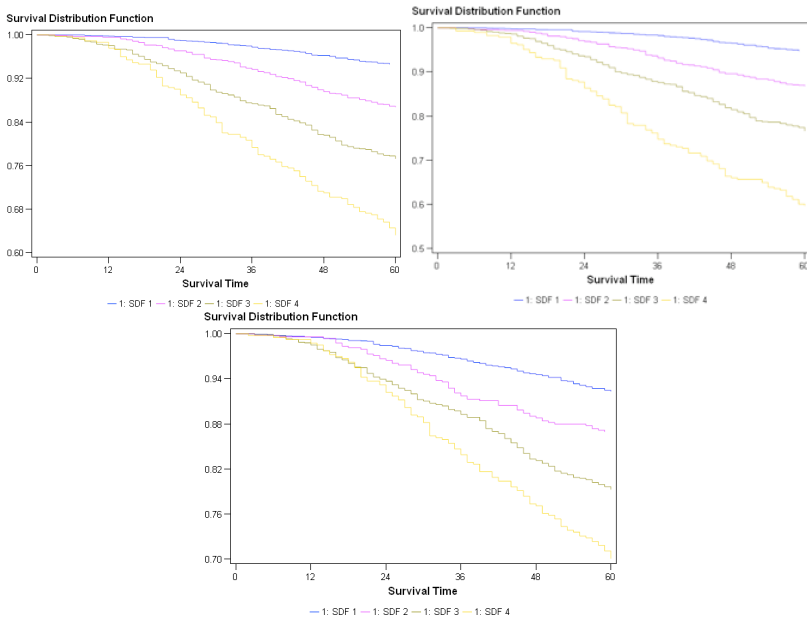 Survival Distribution Function
1.00
0.92
0.84
0.76
0.68
0.60
0 12 24 36 48 60
Survival Time
1: SDF 1 1: SDF 2 1: SDF 3 1: SDF 4
Survival Distribution Function
1.0
0.9
0.8
0.7
0.6
0.5
0 12 24 36 48 60
Survival Time
1: SDF 1 1: SDF 2 1: SDF 3 1: SDF 4
Survival Distribution Function
1.00
0.94
0.88
0.82
0.76
0.70
0 12 24 36 48 60
Survival Time
1: SDF 1 1: SDF 2 1: SDF 3 1: SDF 4